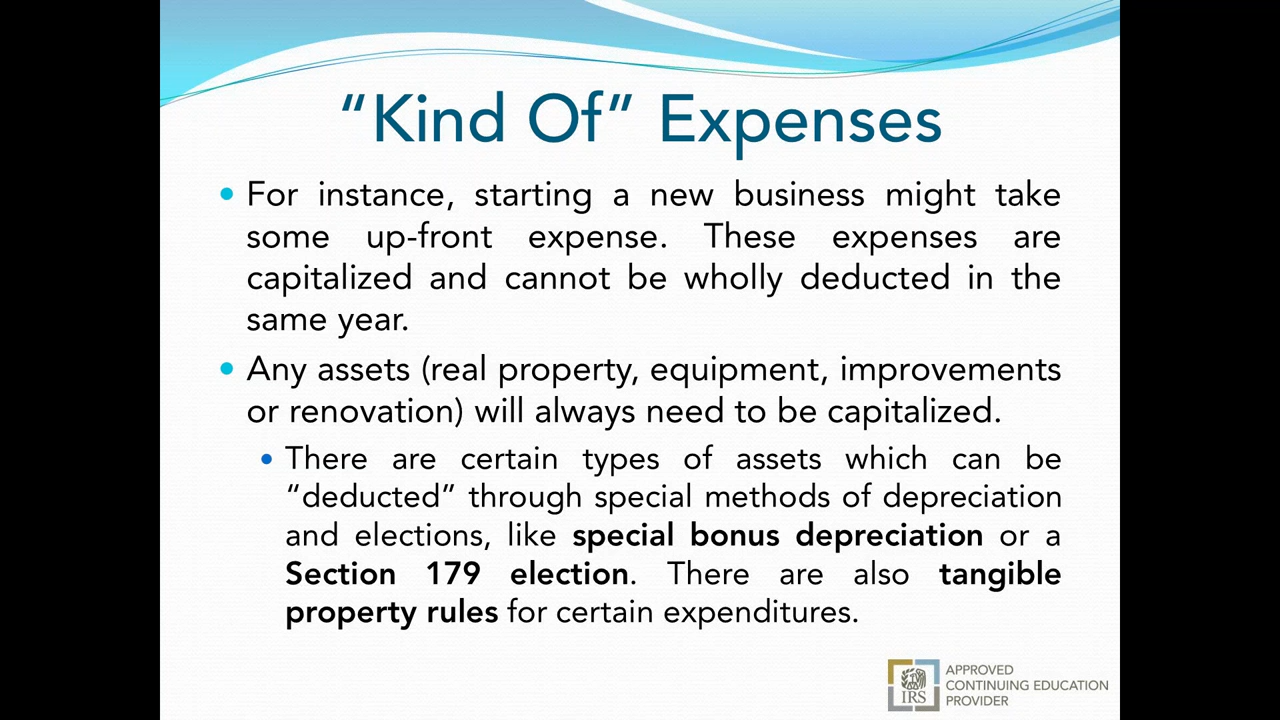 “Kind Of” Expenses
• For instance, starting a new business might take
some up-front expense. These expenses are
capitalized and cannot be wholly deducted in the
same year.
• Any assets (real property, equipment, improvements
or renovation) will always need to be capitalized.
• There are certain types of assets which can be
“deducted” through special methods of depreciation
and elections, like special bonus depreciation or a
Section 179 election. There are also tangible
property rules for certain expenditures.
IRS
APPROVED
CONTINUING EDUCATION
PROVIDER